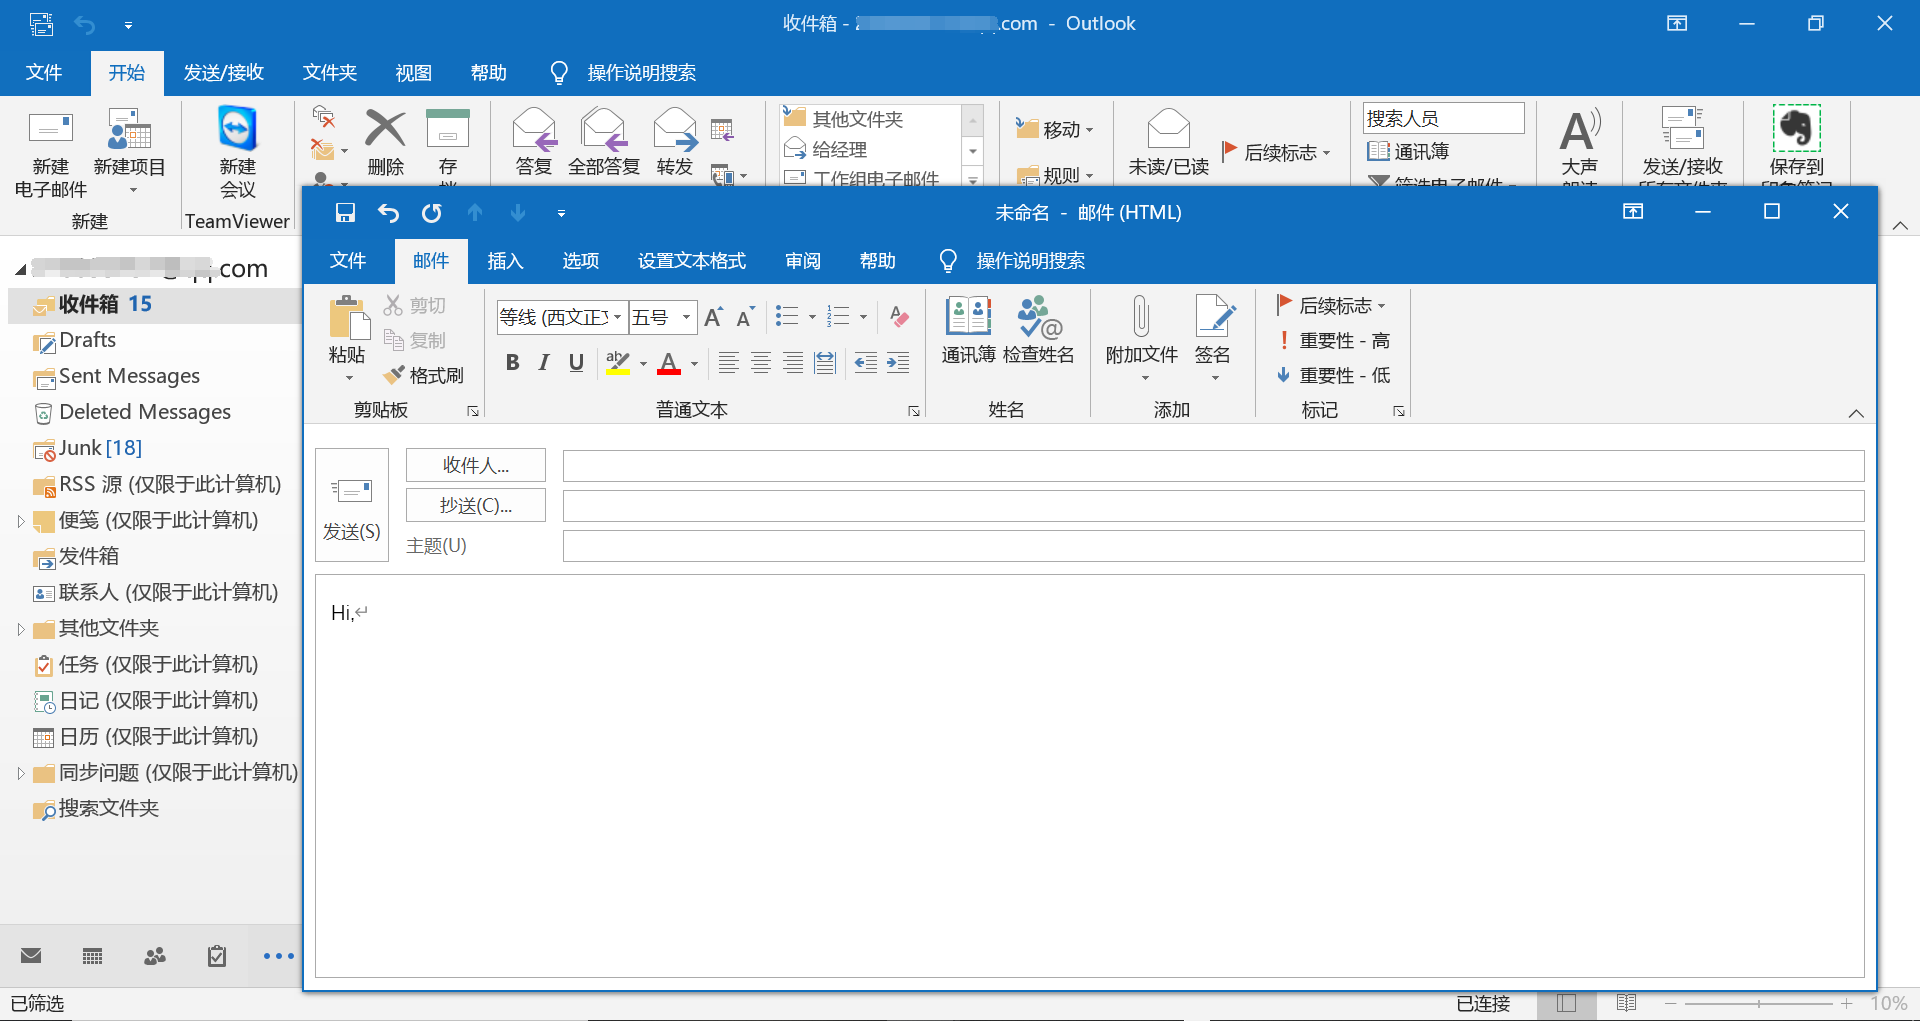 收件箱 - .com - Outlook
文件 开始 发送/接收 文件夹 视图 帮助 操作说明搜索
新建
电子邮件
新建项目
新建
新建
会议
TeamViewer
删除
存
答复
全部答复
转发
其他文件夹
给经理
工作组电子邮件
移动
规则
未读/已读
后续标志
搜索人员
通讯簿
筛选电子邮件
大声
朗读
发送/接收
所有文件夹
保存到
印象笔记
.com
收件箱 15
Drafts
Sent Messages
Deleted Messages
Junk [18]
RSS 源 (仅限于此计算机)
便笺 (仅限于此计算机)
发件箱
联系人 (仅限于此计算机)
其他文件夹
任务 (仅限于此计算机)
日记 (仅限于此计算机)
日历 (仅限于此计算机)
同步问题 (仅限于此计算机)
搜索文件夹
未命名 - 邮件 (HTML)
文件 邮件 插入 选项 设置文本格式 审阅 帮助 操作说明搜索
粘贴
剪切
复制
格式刷
剪贴板
等线 (西文正文
五号
B I U
普通文本
通讯簿
检查姓名
姓名
附加文件
签名
添加
后续标志
重要性 - 高
重要性 - 低
标记
发送(S)
收件人...
抄送(C)...
主题(U)
Hi,↵
已筛选
已连接
10%